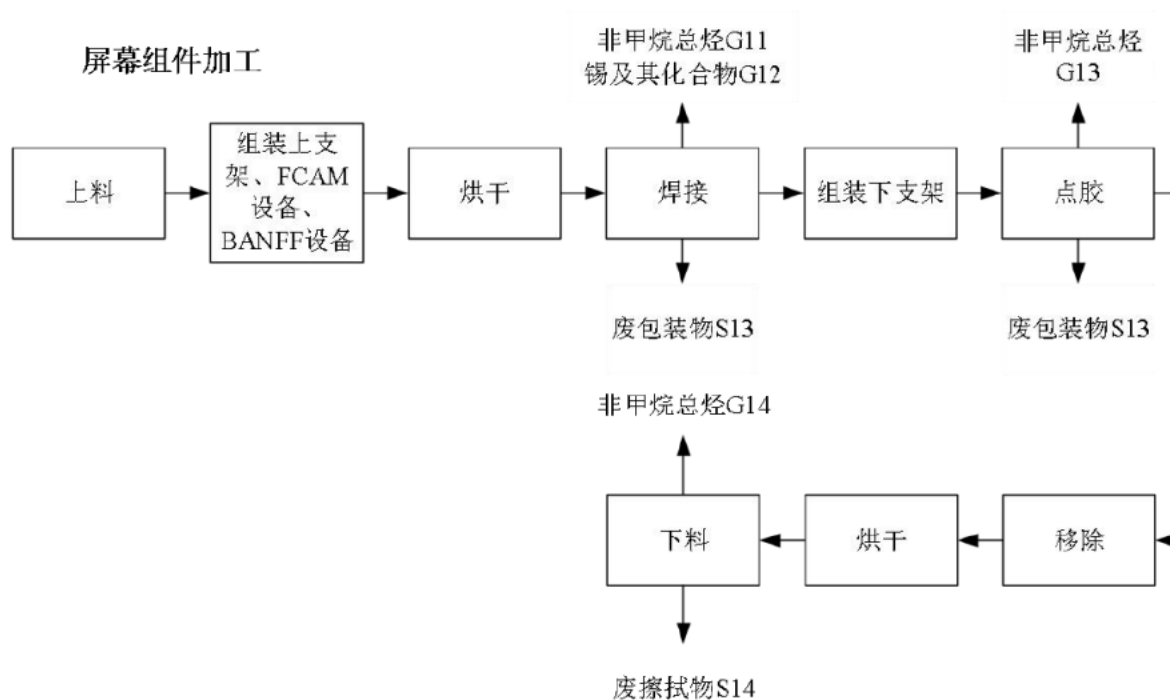 屏幕组件加工
非甲烷总烃G11
锡及其化合物G12
非甲烷总烃
G13
上料
组装上支
架、FCAM
设备、
BANFF设备
烘干
焊接
组装下支架
点胶
废包装物S13
废包装物S13
非甲烷总烃G14
下料
烘干
移除
废擦拭物S14